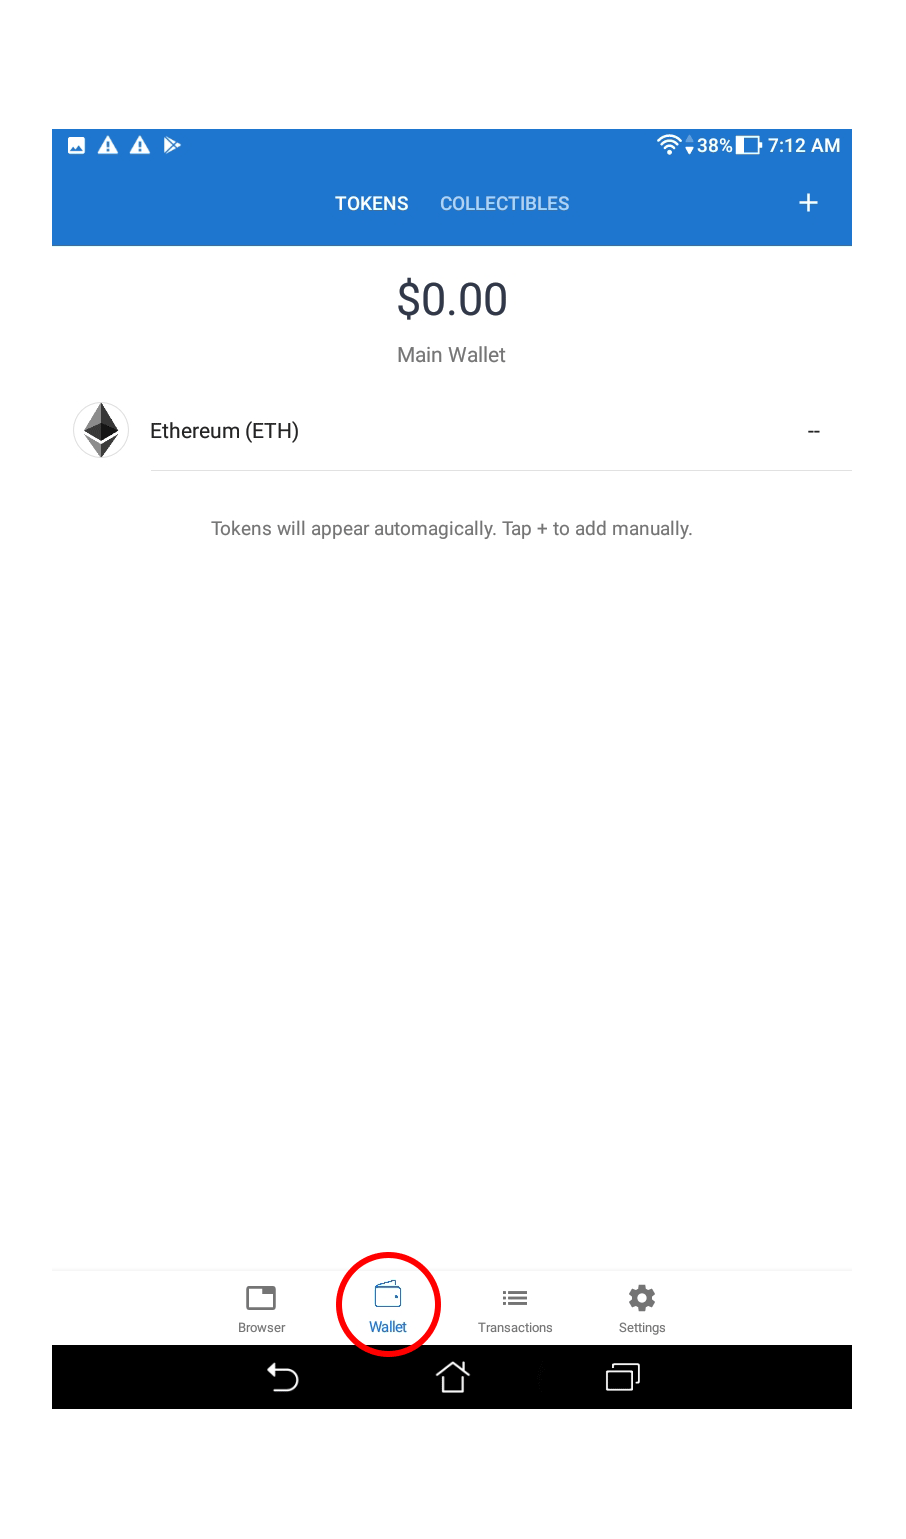 38% 7:12 AM
TOKENS COLLECTIBLES +
$0.00
Main Wallet
Ethereum (ETH) --
Tokens will appear automagically. Tap + to add manually.
Browser Wallet Transactions Settings